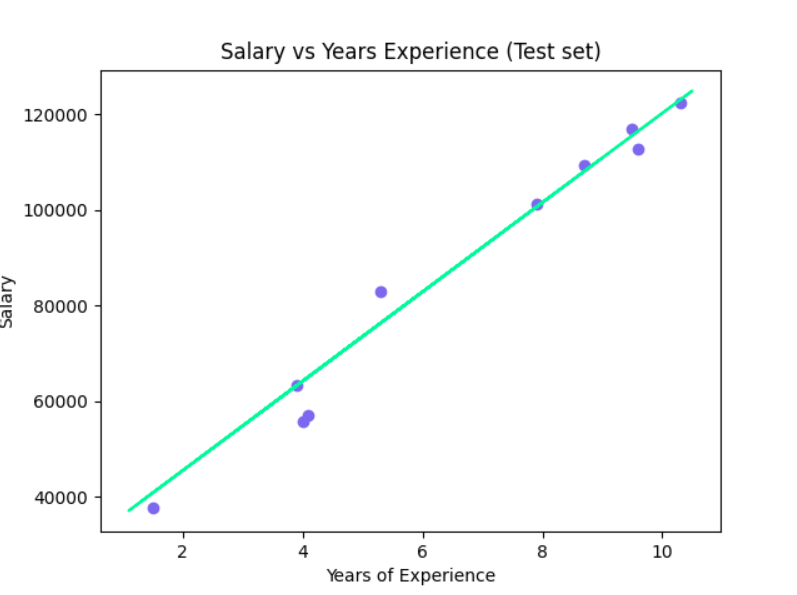 Salary vs Years Experience (Test set)
120000
100000
80000
60000
40000
Salary
2 4 6 8 10
Years of Experience